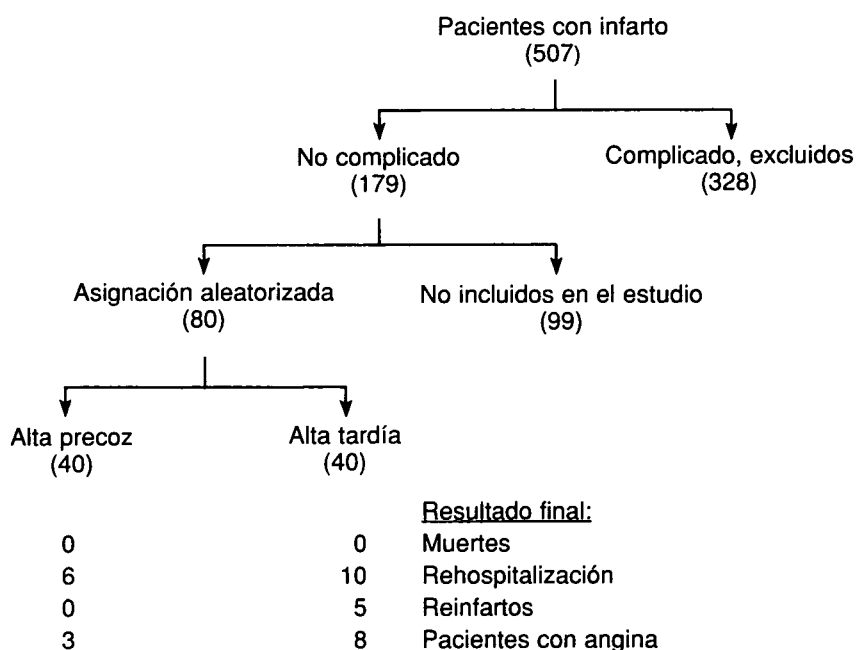 Pacientes con infarto
(507)
No complicado
(179)
Complicado, excluidos
(328)
Asignación aleatorizada
(80)
No incluidos en el estudio
(99)
Alta precoz
(40)
Alta tardía
(40)
Resultado final:
0 0 Muertes
6 10 Rehospitalización
0 5 Reinfartos
3 8 Pacientes con angina